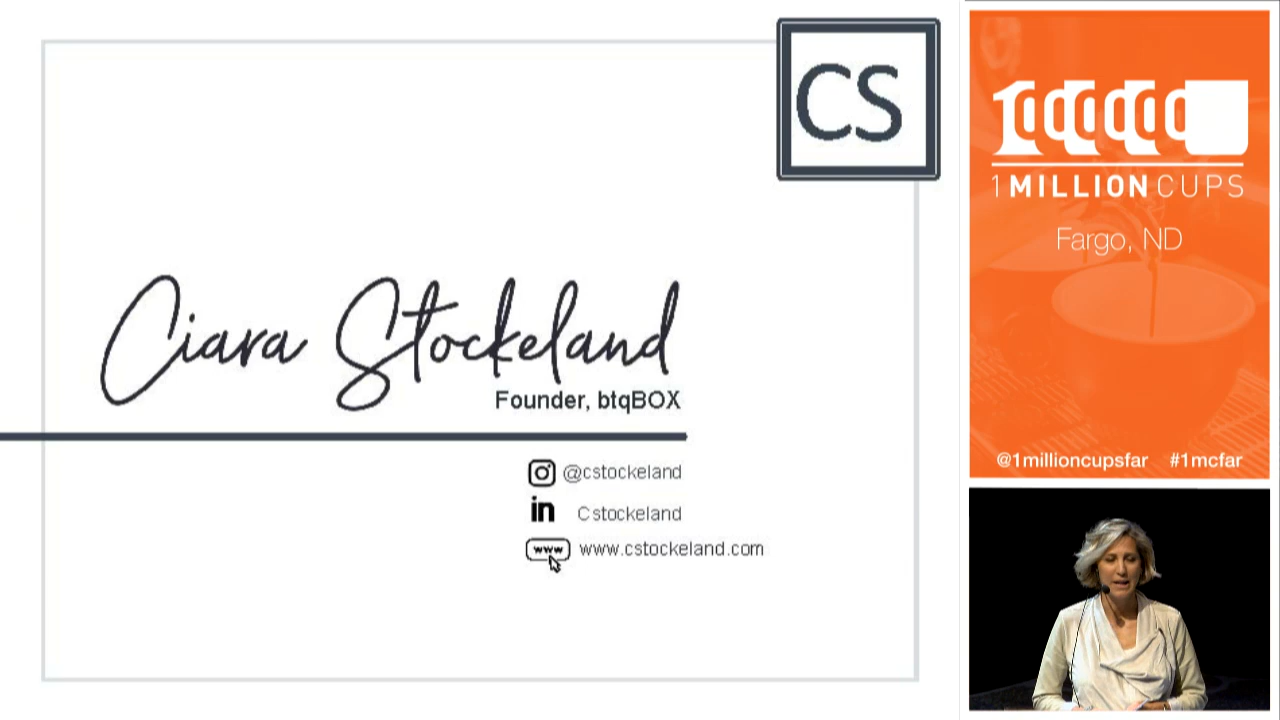 CS
Ciara Stockeland
Founder, btqBOX
@cstockeland
in Cstockeland
www www.cstockeland.com
1000000
1 MILLION CUPS
Fargo, ND
@1millioncupsfar #1mcfar